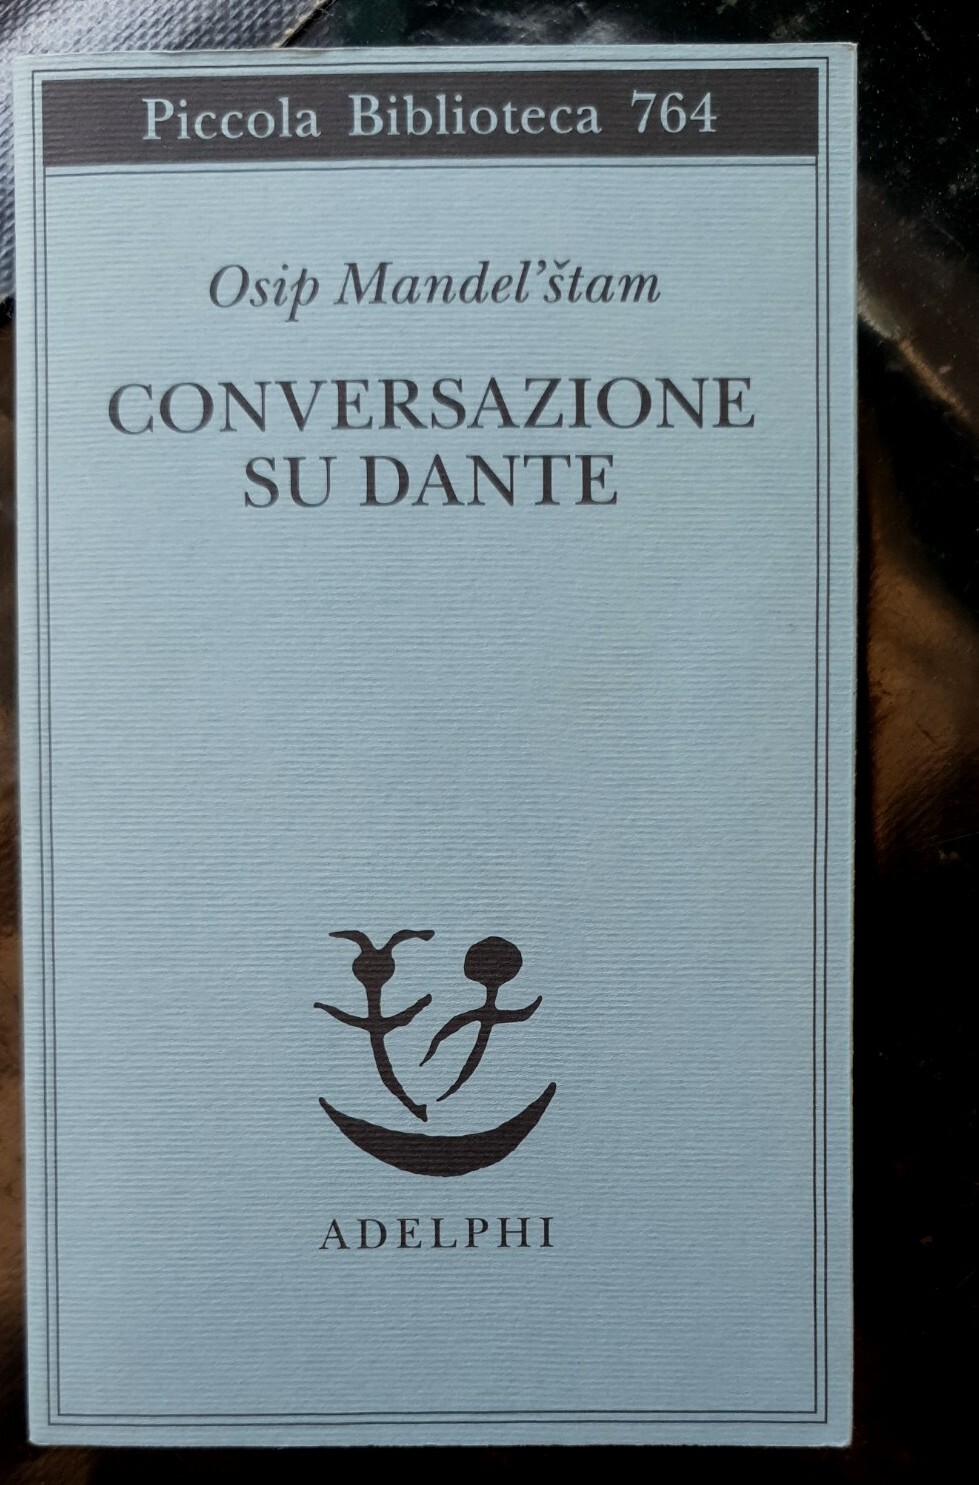 Piccola Biblioteca 764
Osip Mandel’štam
CONVERSAZIONE
SU DANTE
ADELPHI